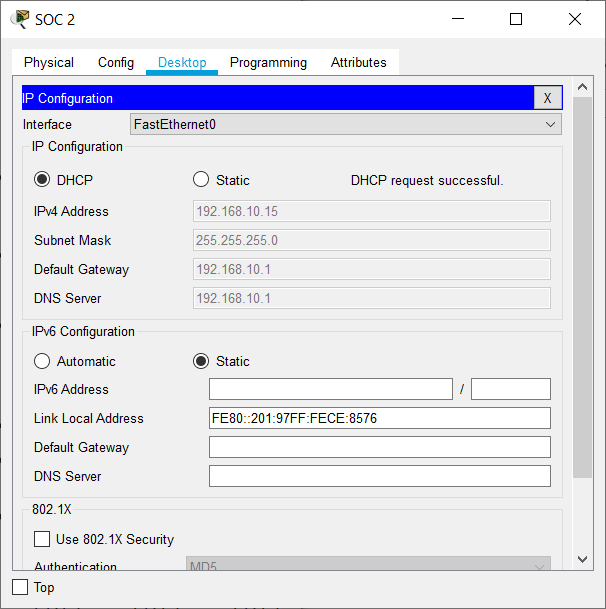 SOC 2
Physical Config Desktop Programming Attributes
IP Configuration X
Interface FastEthernet0
IP Configuration
DHCP Static DHCP request successful.
IPv4 Address 192.168.10.15
Subnet Mask 255.255.255.0
Default Gateway 192.168.10.1
DNS Server 192.168.10.1
IPv6 Configuration
Automatic Static
IPv6 Address /
Link Local Address FE80::201:97FF:FECE:8576
Default Gateway
DNS Server
802.1X
Use 802.1X Security
Authentication MD5
Top